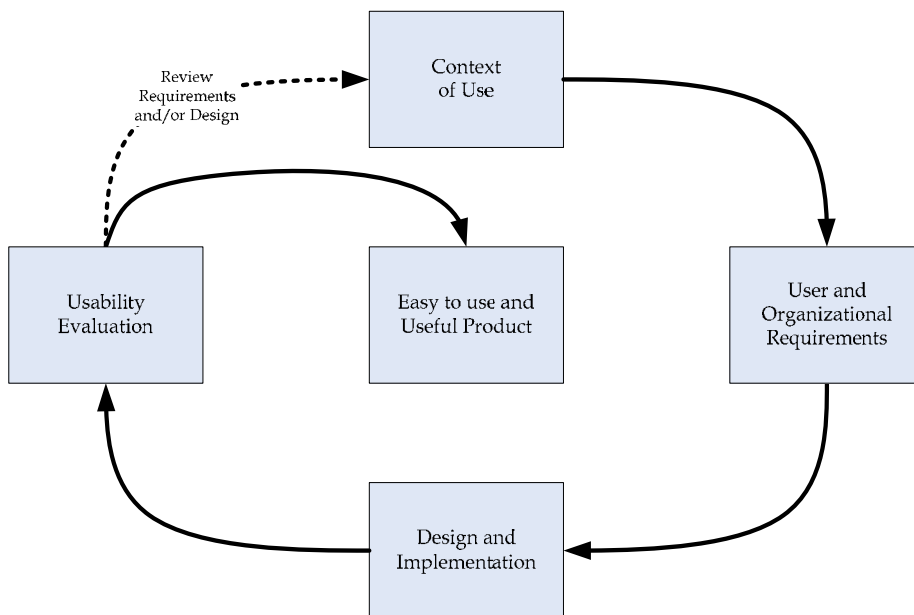 Context
of Use
Review
Requirements
and/or Design
Usability
Evaluation
Easy to use and
Useful Product
User and
Organizational
Requirements
Design and
Implementation